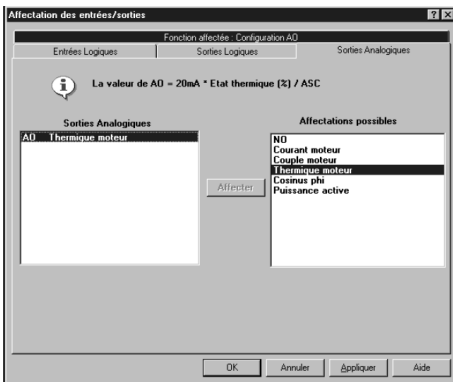 Affectation des entrées/sorties
Fonction affectée : Configuration AO
Entrées Logiques
Sorties Logiques
Sorties Analogiques
La valeur de AO = 20mA * Etat thermique (%) / ASC
Sorties Analogiques
AO Thermique moteur
Affecter
Affectations possibles
NO
Courant moteur
Couple moteur
Thermique moteur
Cosinus phi
Puissance active
OK
Annuler
Appliquer
Aide